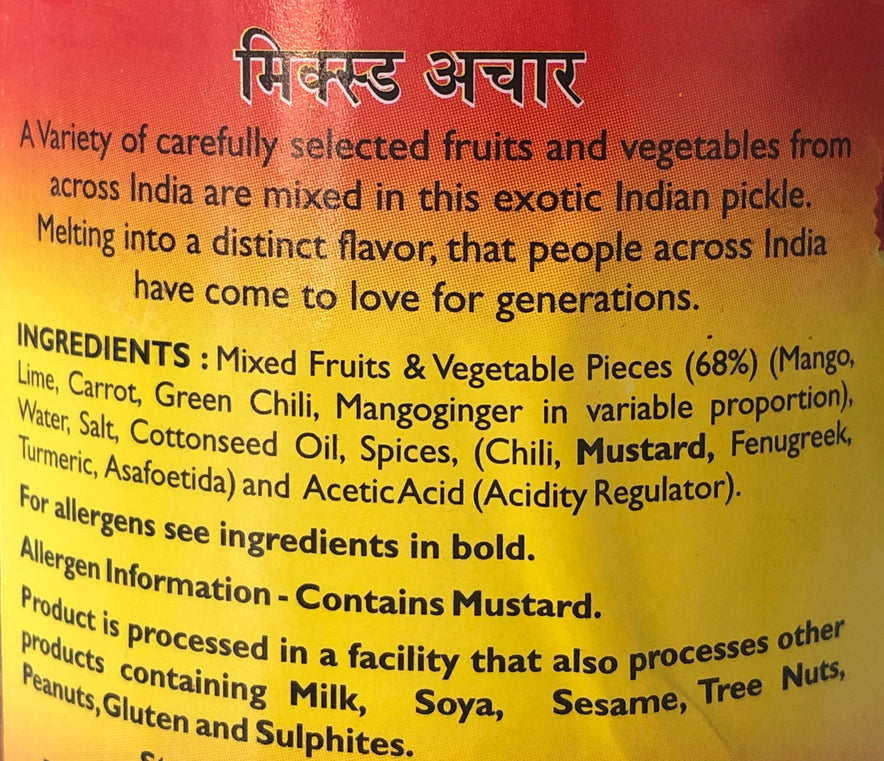 मिक्स्ड अचार
A Variety of carefully selected fruits and vegetables from
across India are mixed in this exotic Indian pickle.
Melting into a distinct flavor, that people across India
have come to love for generations.
INGREDIENTS : Mixed Fruits & Vegetable Pieces (68%) (Mango,
Lime, Carrot, Green Chili, Mangoginger in variable proportion),
Water, Salt, Cottonseed Oil, Spices, (Chili, Mustard, Fenugreek,
Turmeric, Asafoetida) and Acetic Acid (Acidity Regulator).
For allergens see ingredients in bold.
Allergen Information - Contains Mustard.
Product is processed in a facility that also processes other
products containing Milk, Soya, Sesame, Tree Nuts,
Peanuts, Gluten and Sulphites.